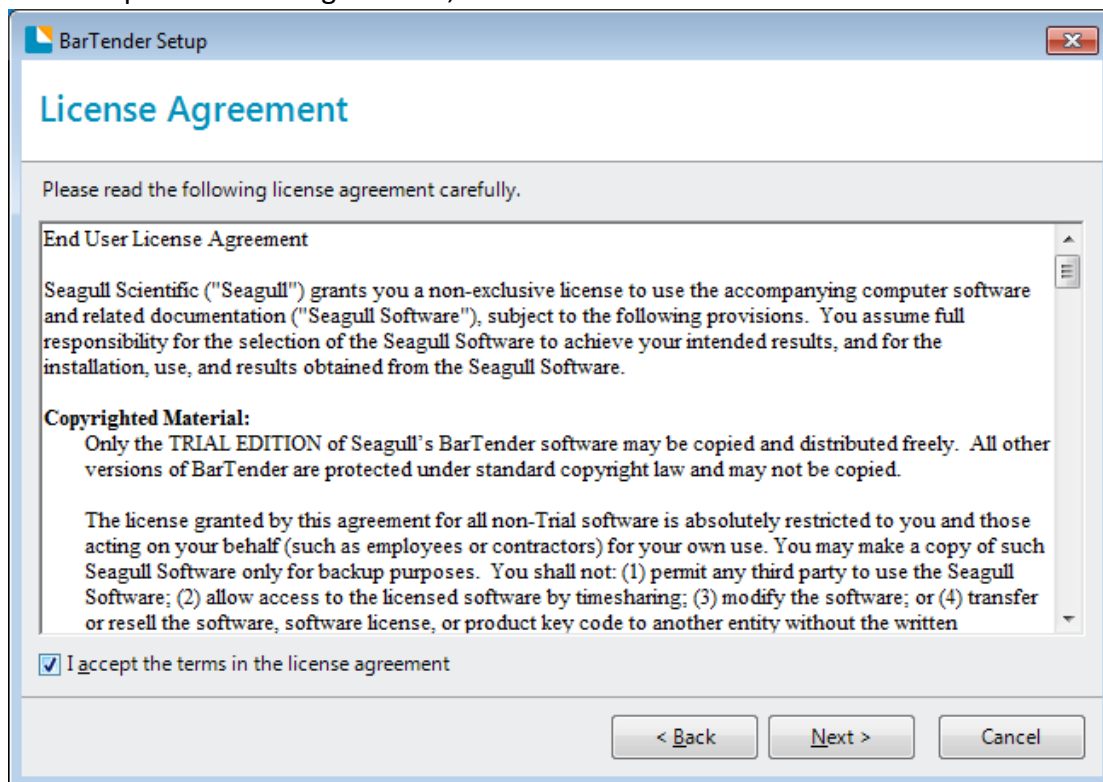 BarTender Setup
License Agreement
Please read the following license agreement carefully.
End User License Agreement
Seagull Scientific ("Seagull") grants you a non-exclusive license to use the accompanying computer software
and related documentation ("Seagull Software"), subject to the following provisions.  You assume full
responsibility for the selection of the Seagull Software to achieve your intended results, and for the
installation, use, and results obtained from the Seagull Software.
Copyrighted Material:
Only the TRIAL EDITION of Seagull's BarTender software may be copied and distributed freely.  All other
versions of BarTender are protected under standard copyright law and may not be copied.
The license granted by this agreement for all non-Trial software is absolutely restricted to you and those
acting on your behalf (such as employees or contractors) for your own use. You may make a copy of such
Seagull Software only for backup purposes.  You shall not: (1) permit any third party to use the Seagull
Software; (2) allow access to the licensed software by timesharing; (3) modify the software; or (4) transfer
or resell the software, software license, or product key code to another entity without the written
I accept the terms in the license agreement
< Back
Next >
Cancel